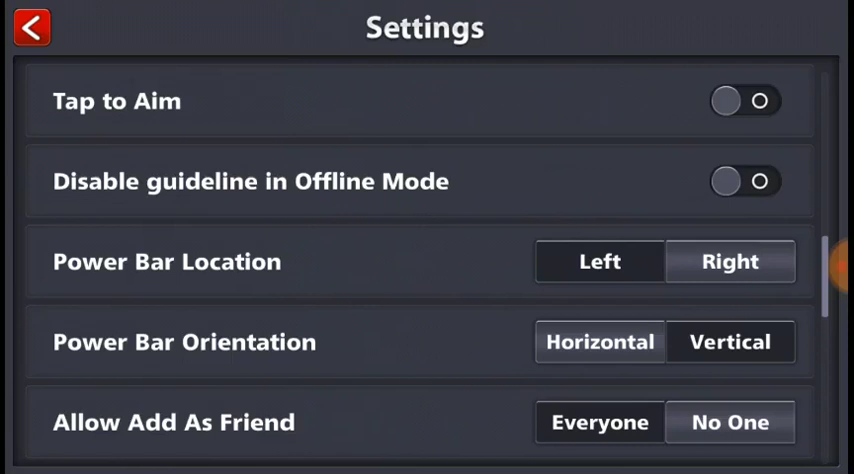 Settings
Tap to Aim
Disable guideline in Offline Mode
Power Bar Location Left Right
Power Bar Orientation Horizontal Vertical
Allow Add As Friend Everyone No One